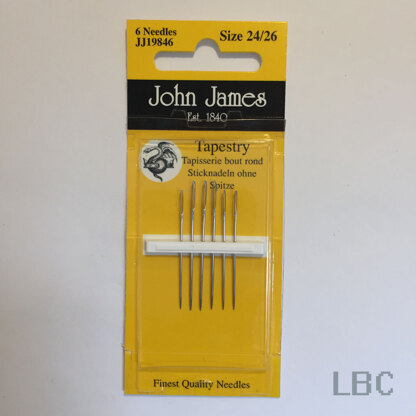 6 Needles
JJ19846
Size 24/26
John James
Est. 1840
Tapestry
Tapisserie bout rond
Sticknadeln ohne
Spitze
Finest Quality Needles
LBC